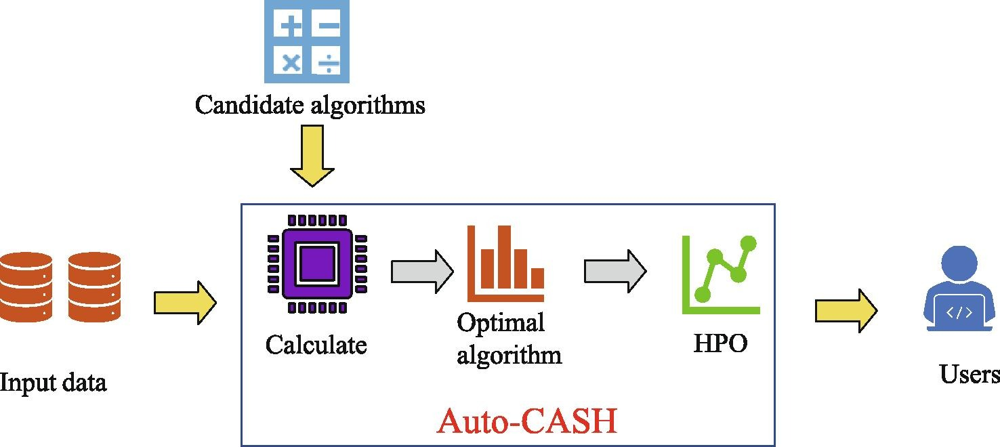 Candidate algorithms
Calculate
Optimal
algorithm
HPO
Input data
Users
Auto-CASH